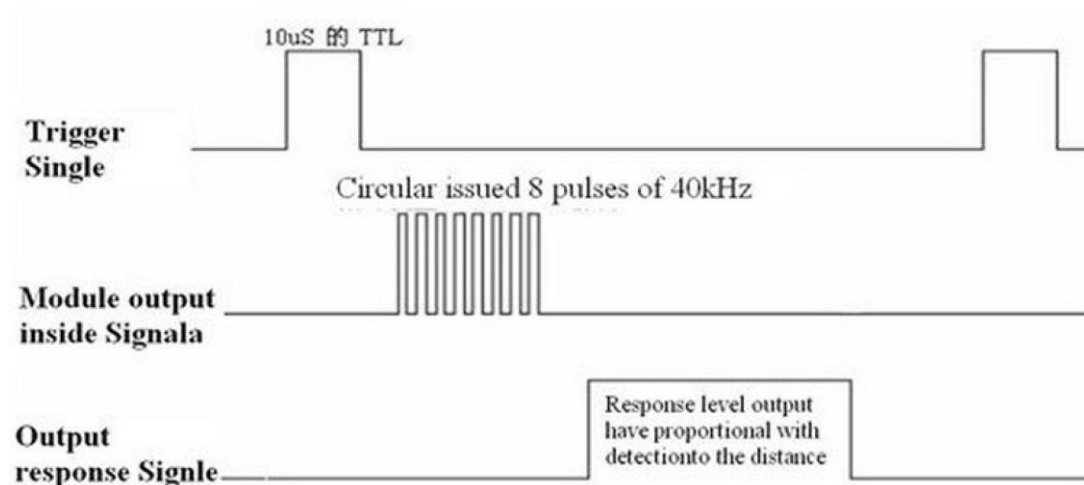 10uS 的 TTL
Trigger
Single
Circular issued 8 pulses of 40kHz
Module output
inside Signala
Response level output
have proportional with
detectionto the distance
Output
response Signle